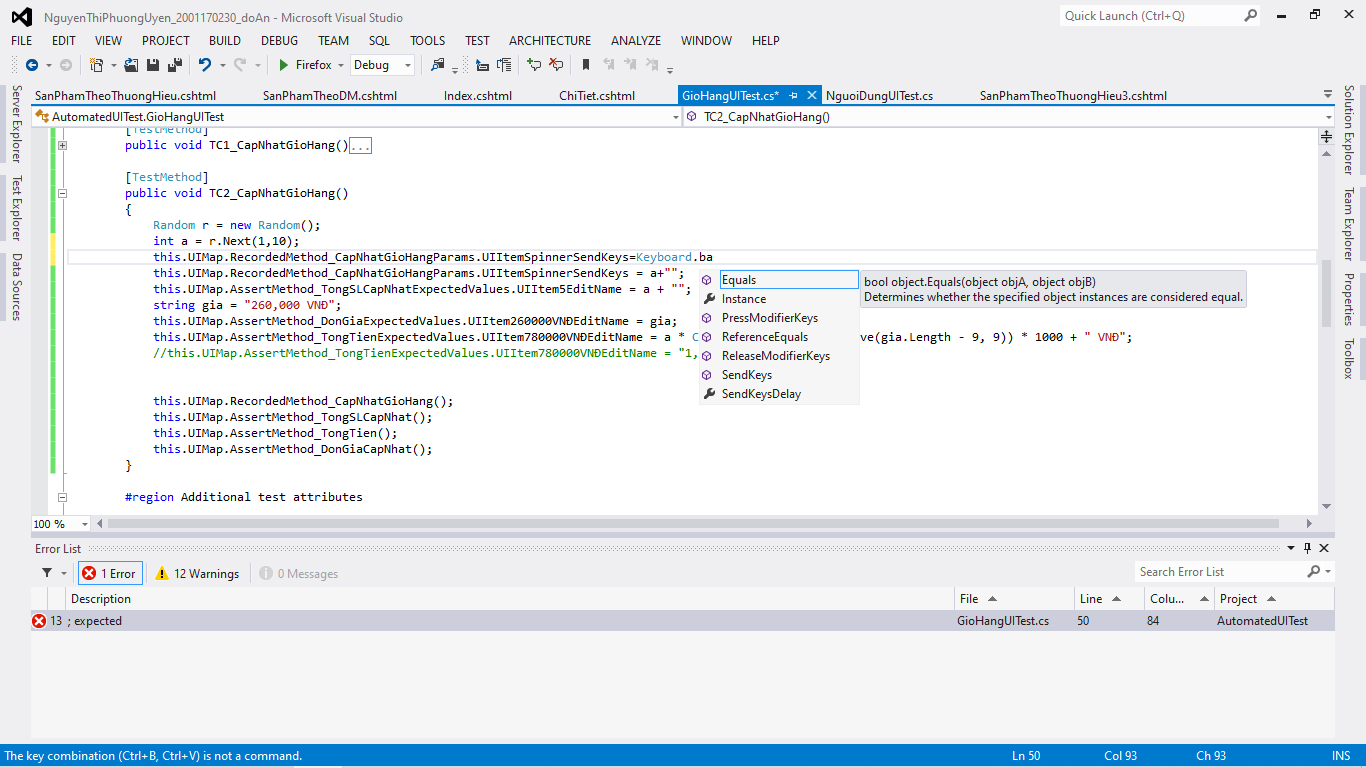 NguyenThiPhuongUyen_2001170230_doAn - Microsoft Visual Studio
Quick Launch (Ctrl+Q)
FILE EDIT VIEW PROJECT BUILD DEBUG TEAM SQL TOOLS TEST ARCHITECTURE ANALYZE WINDOW HELP
Firefox Debug
SanPhamTheoThuongHieu.cshtml SanPhamTheoDM.cshtml Index.cshtml ChiTiet.cshtml GioHangUITest.cs* NguoiDungUITest.cs SanPhamTheoThuongHieu3.cshtml
AutomatedUITest.GioHangUITest TC2_CapNhatGioHang()
Server Explorer
Test Explorer
Data Sources
[TestMethod]
public void TC1_CapNhatGioHang()...
[TestMethod]
public void TC2_CapNhatGioHang()
{
Random r = new Random();
int a = r.Next(1,10);
this.UIMap.RecordedMethod_CapNhatGioHangParams.UIItemSpinnerSendKeys=Keyboard.ba
this.UIMap.RecordedMethod_CapNhatGioHangParams.UIItemSpinnerSendKeys = a+"";
this.UIMap.AssertMethod_TongSLCapNhatExpectedValues.UIItem5EditName = a + "";
string gia = "260,000 VNĐ";
this.UIMap.AssertMethod_DonGiaExpectedValues.UIItem260000VNĐEditName = gia;
this.UIMap.AssertMethod_TongTienExpectedValues.UIItem780000VNĐEditName = a * C ve(gia.Length - 9, 9)) * 1000 + " VNĐ";
//this.UIMap.AssertMethod_TongTienExpectedValues.UIItem780000VNĐEditName = "1,
this.UIMap.RecordedMethod_CapNhatGioHang();
this.UIMap.AssertMethod_TongSLCapNhat();
this.UIMap.AssertMethod_TongTien();
this.UIMap.AssertMethod_DonGiaCapNhat();
}
#region Additional test attributes
Equals
Instance
PressModifierKeys
ReferenceEquals
ReleaseModifierKeys
SendKeys
SendKeysDelay
bool object.Equals(object objA, object objB)
Determines whether the specified object instances are considered equal.
Solution Explorer
Team Explorer
Properties
Toolbox
100 %
Error List
1 Error 12 Warnings 0 Messages
Search Error List
Description File Line Colu... Project
13 ; expected GioHangUITest.cs 50 84 AutomatedUITest
The key combination (Ctrl+B, Ctrl+V) is not a command. Ln 50 Col 93 Ch 93 INS